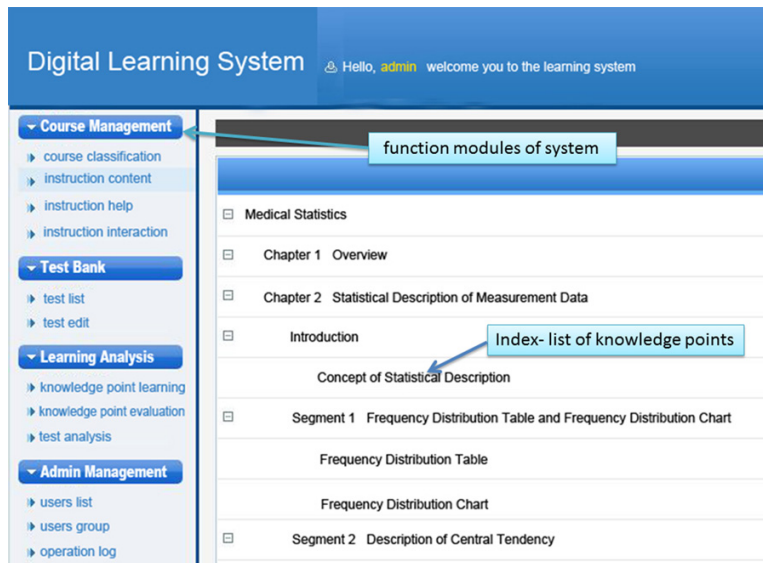 Digital Learning System
Hello, admin welcome you to the learning system
Course Management
course classification
instruction content
instruction help
instruction interaction
Test Bank
test list
test edit
Learning Analysis
knowledge point learning
knowledge point evaluation
test analysis
Admin Management
users list
users group
operation log
function modules of system
Medical Statistics
Chapter 1 Overview
Chapter 2 Statistical Description of Measurement Data
Introduction
Index- list of knowledge points
Concept of Statistical Description
Segment 1 Frequency Distribution Table and Frequency Distribution Chart
Frequency Distribution Table
Frequency Distribution Chart
Segment 2 Description of Central Tendency